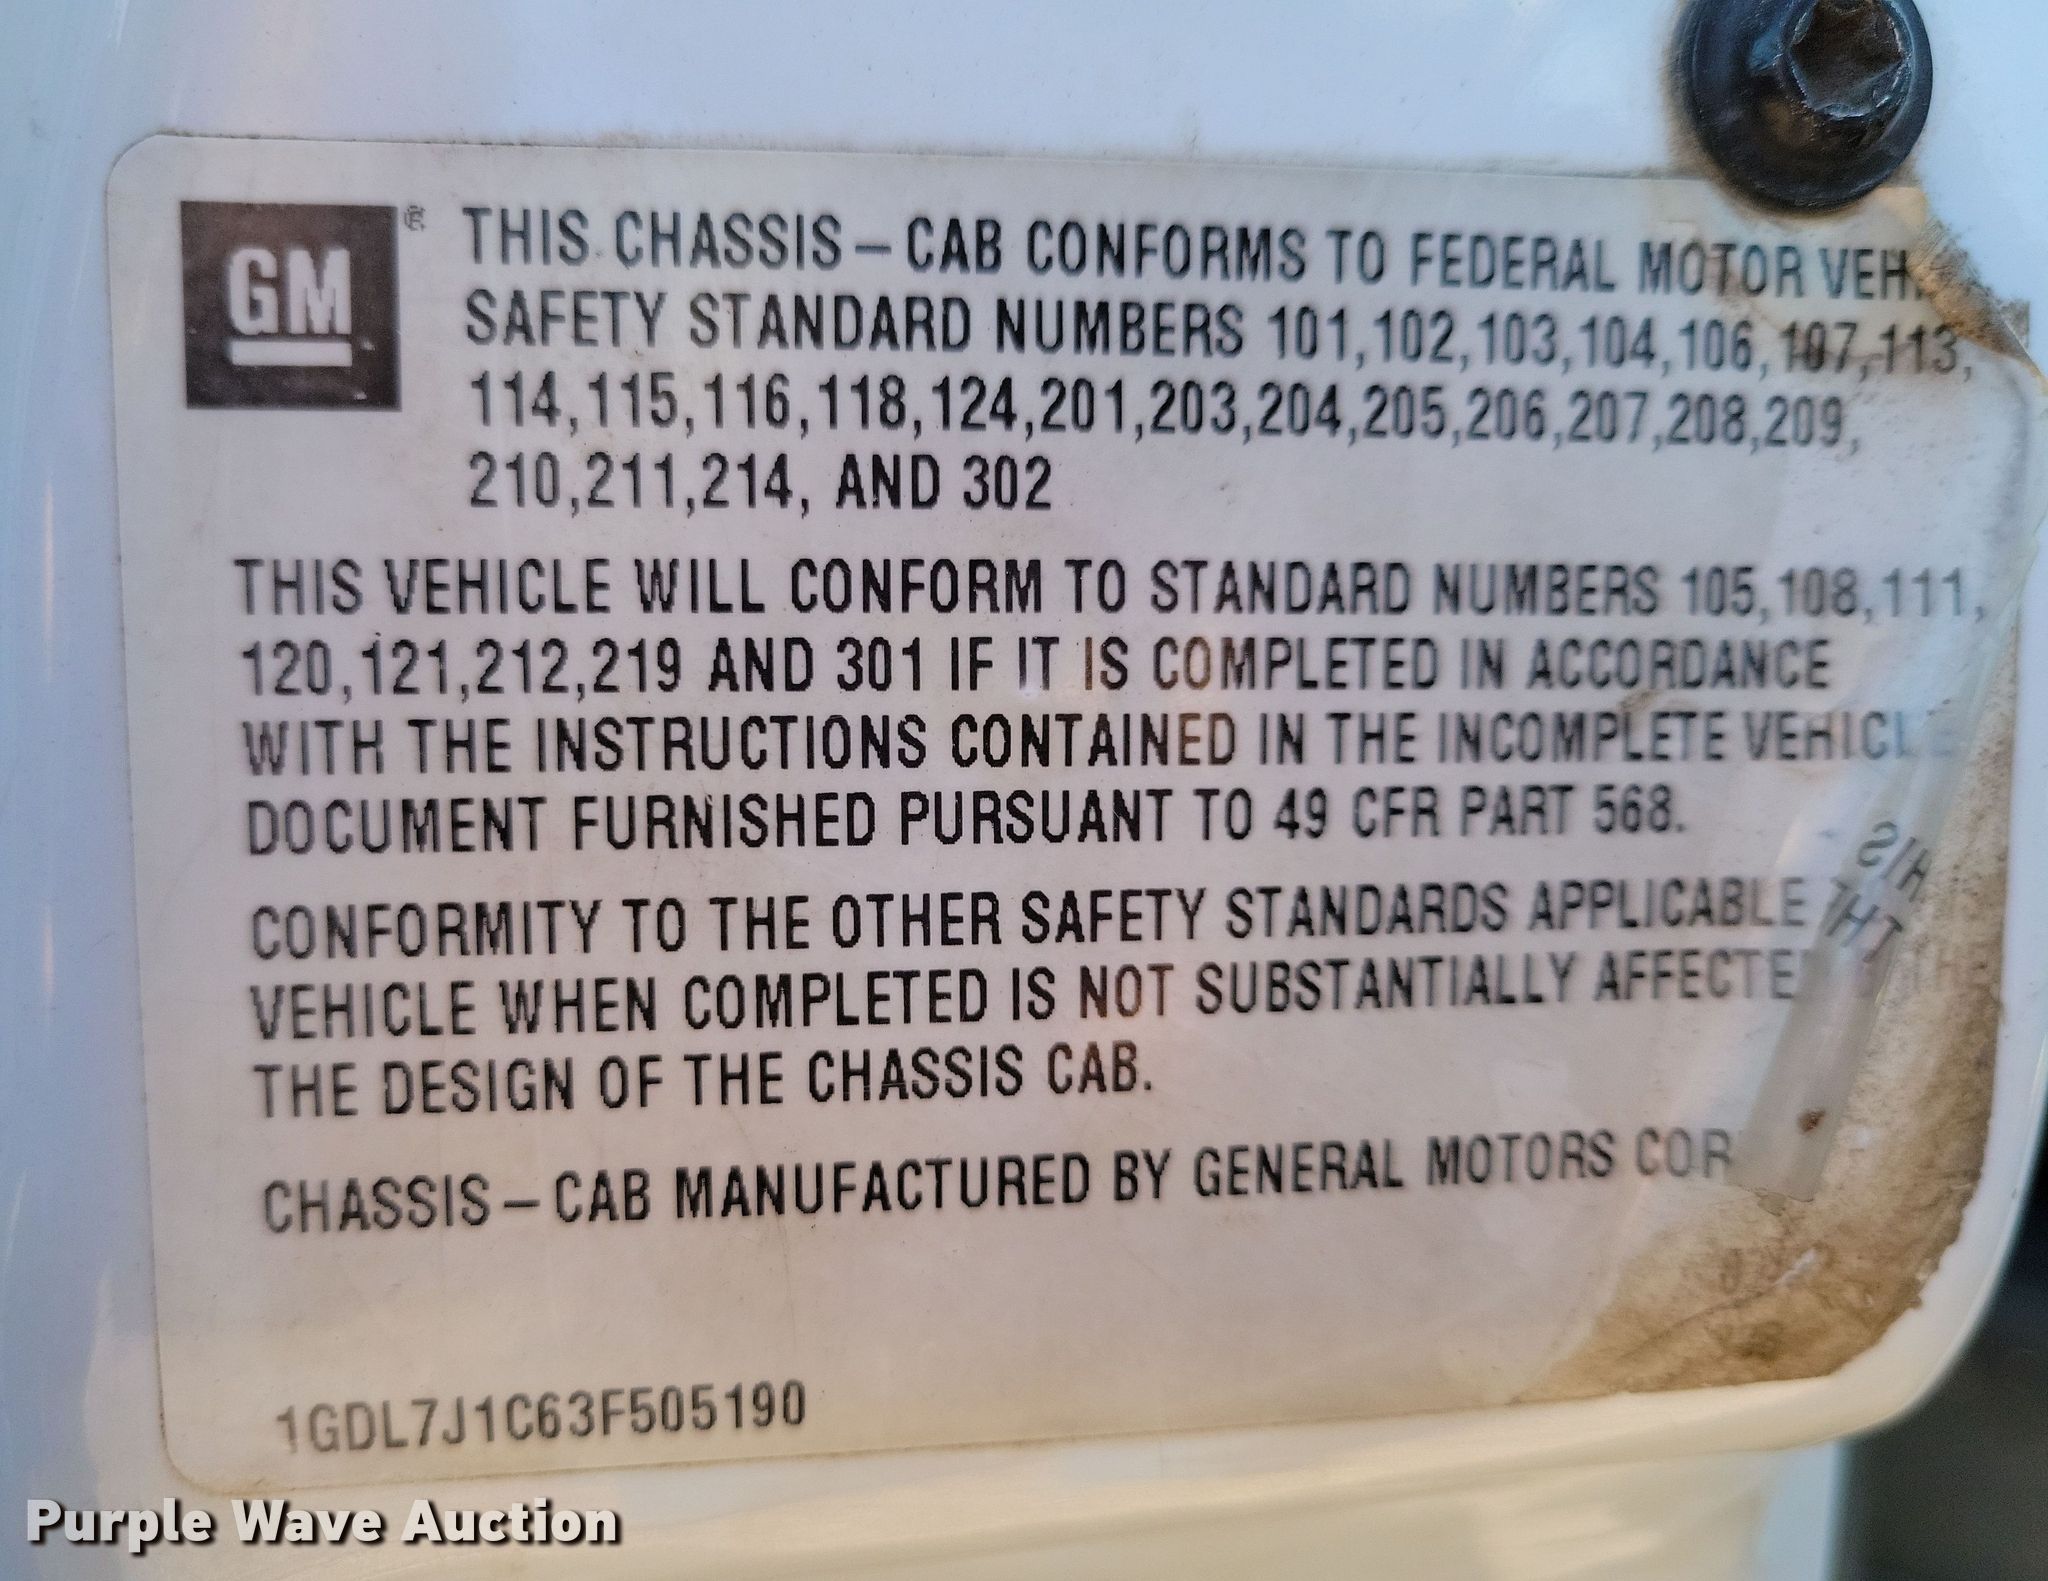 GM®
THIS CHASSIS – CAB CONFORMS TO FEDERAL MOTOR VEH
SAFETY STANDARD NUMBERS 101,102,103,104,106,107,113,
114,115,116,118,124,201,203,204,205,206,207,208,209,
210,211,214, AND 302
THIS VEHICLE WILL CONFORM TO STANDARD NUMBERS 105,108,111,
120,121,212,219 AND 301 IF IT IS COMPLETED IN ACCORDANCE
WITH THE INSTRUCTIONS CONTAINED IN THE INCOMPLETE VEHICLE
DOCUMENT FURNISHED PURSUANT TO 49 CFR PART 568.
CONFORMITY TO THE OTHER SAFETY STANDARDS APPLICABLE
VEHICLE WHEN COMPLETED IS NOT SUBSTANTIALLY AFFECTE
THE DESIGN OF THE CHASSIS CAB.
CHASSIS – CAB MANUFACTURED BY GENERAL MOTORS COR
1GDL7J1C63F505190
Purple Wave Auction